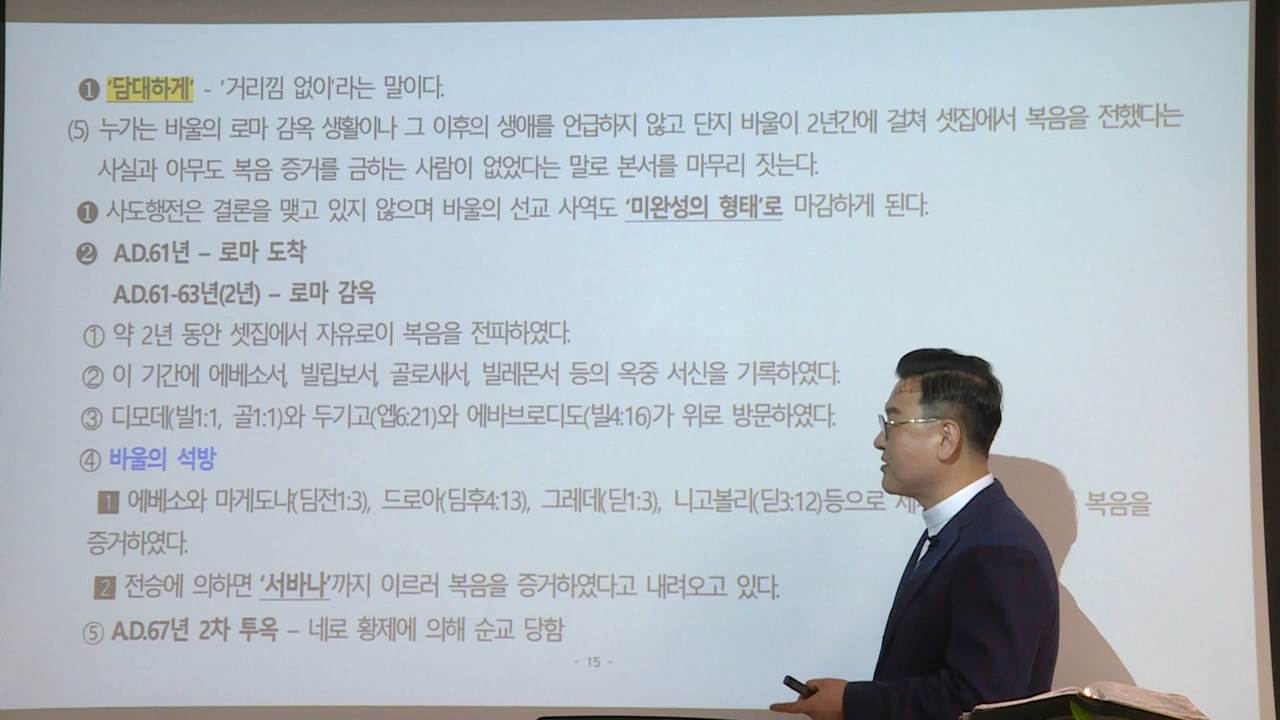 ❶ '담대하게' - '거리낌 없이'라는 말이다.
(5) 누가는 바울의 로마 감옥 생활이나 그 이후의 생애를 언급하지 않고 단지 바울이 2년간에 걸쳐 셋집에서 복음을 전했다는
사실과 아무도 복음 증거를 금하는 사람이 없었다는 말로 본서를 마무리 짓는다.
❶ 사도행전은 결론을 맺고 있지 않으며 바울의 선교 사역도 '미완성의 형태'로 마감하게 된다.
❷ A.D.61년 – 로마 도착
A.D.61-63년(2년) – 로마 감옥
① 약 2년 동안 셋집에서 자유로이 복음을 전파하였다.
② 이 기간에 에베소서, 빌립보서, 골로새서, 빌레몬서 등의 옥중 서신을 기록하였다.
③ 디모데(빌1:1, 골1:1)와 두기고(엡6:21)와 에바브로디도(빌4:16)가 위로 방문하였다.
④ 바울의 석방
1 에베소와 마게도냐(딤전1:3), 드로아(딤후4:13), 그레데(딛1:3), 니고볼리(딛3:12)등으로 ) 복음을
증거하였다.
2 전승에 의하면 '서바나'까지 이르러 복음을 증거하였다고 내려오고 있다.
⑤ A.D.67년 2차 투옥 – 네로 황제에 의해 순교 당함
- 15 -